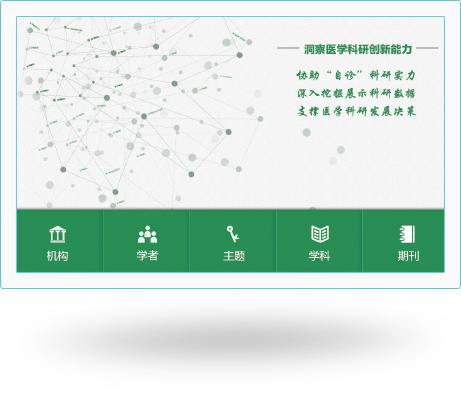 洞察医学科研创新能力
协助“自诊”科研实力
深入挖掘展示科研数据
支撑医学科研发展决策
机构 学者 主题 学科 期刊